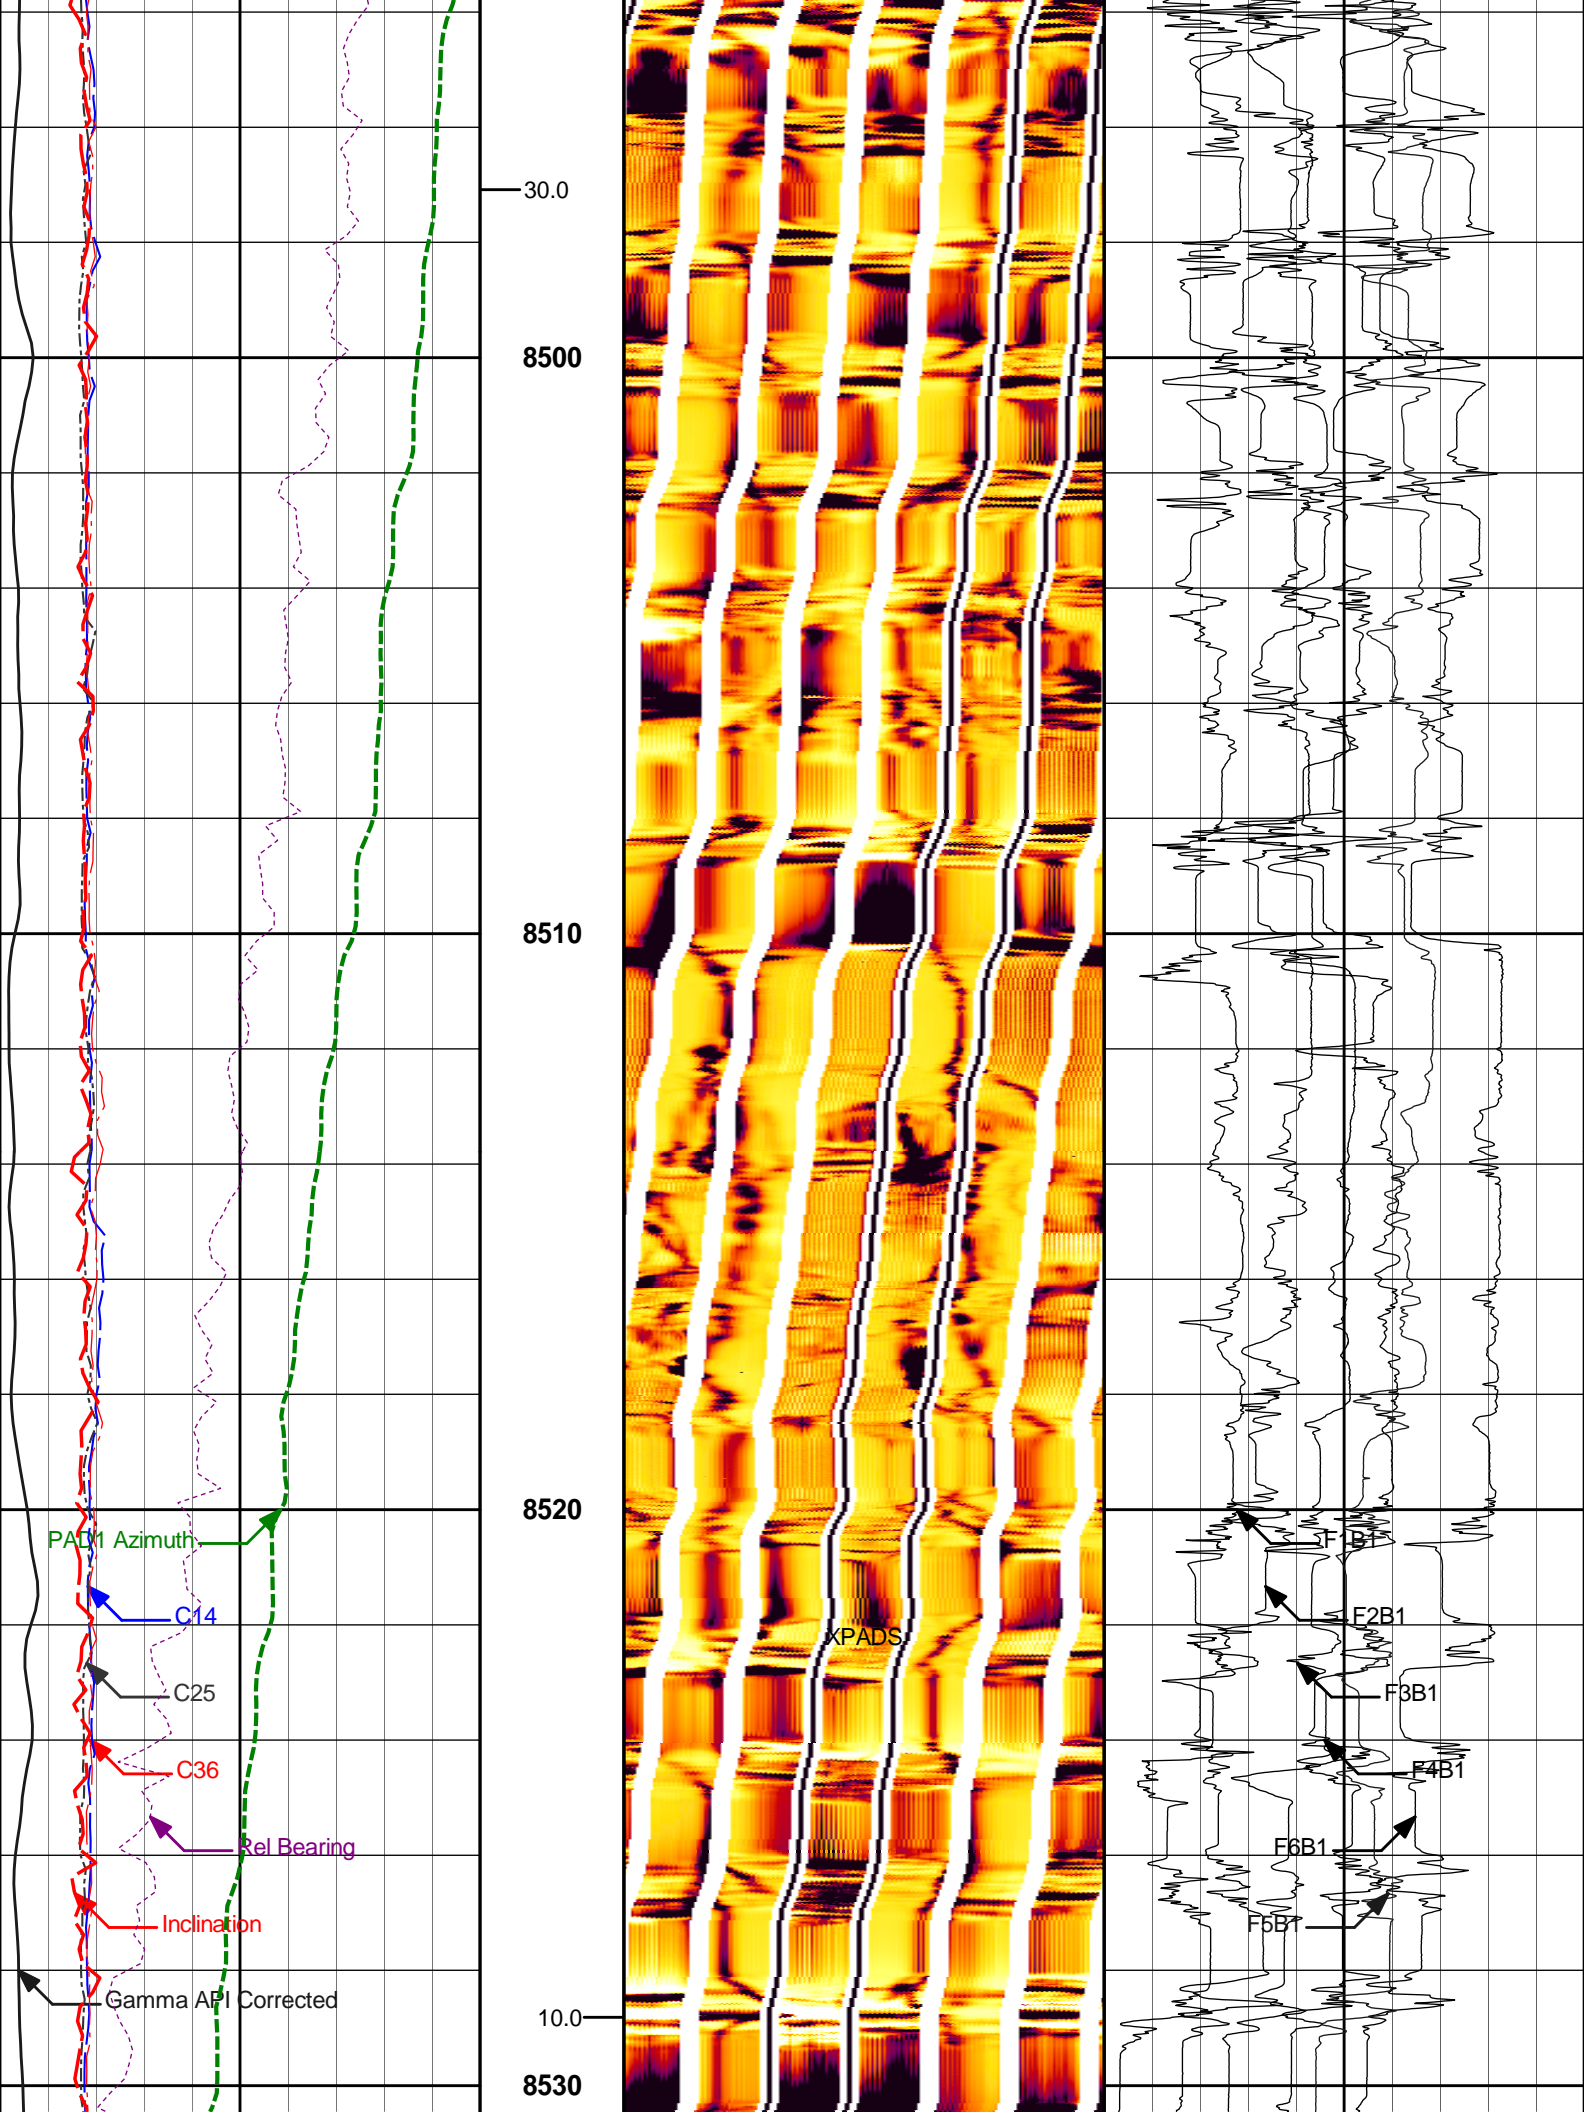 30.0
8500
8510
8520
PAD1 Azimuth
F1B1
C14
F2B1
XPADS
C25
F3B1
C36
F4B1
Rel Bearing
F6B1
Inclination
F5B1
Gamma API Corrected
10.0
8530